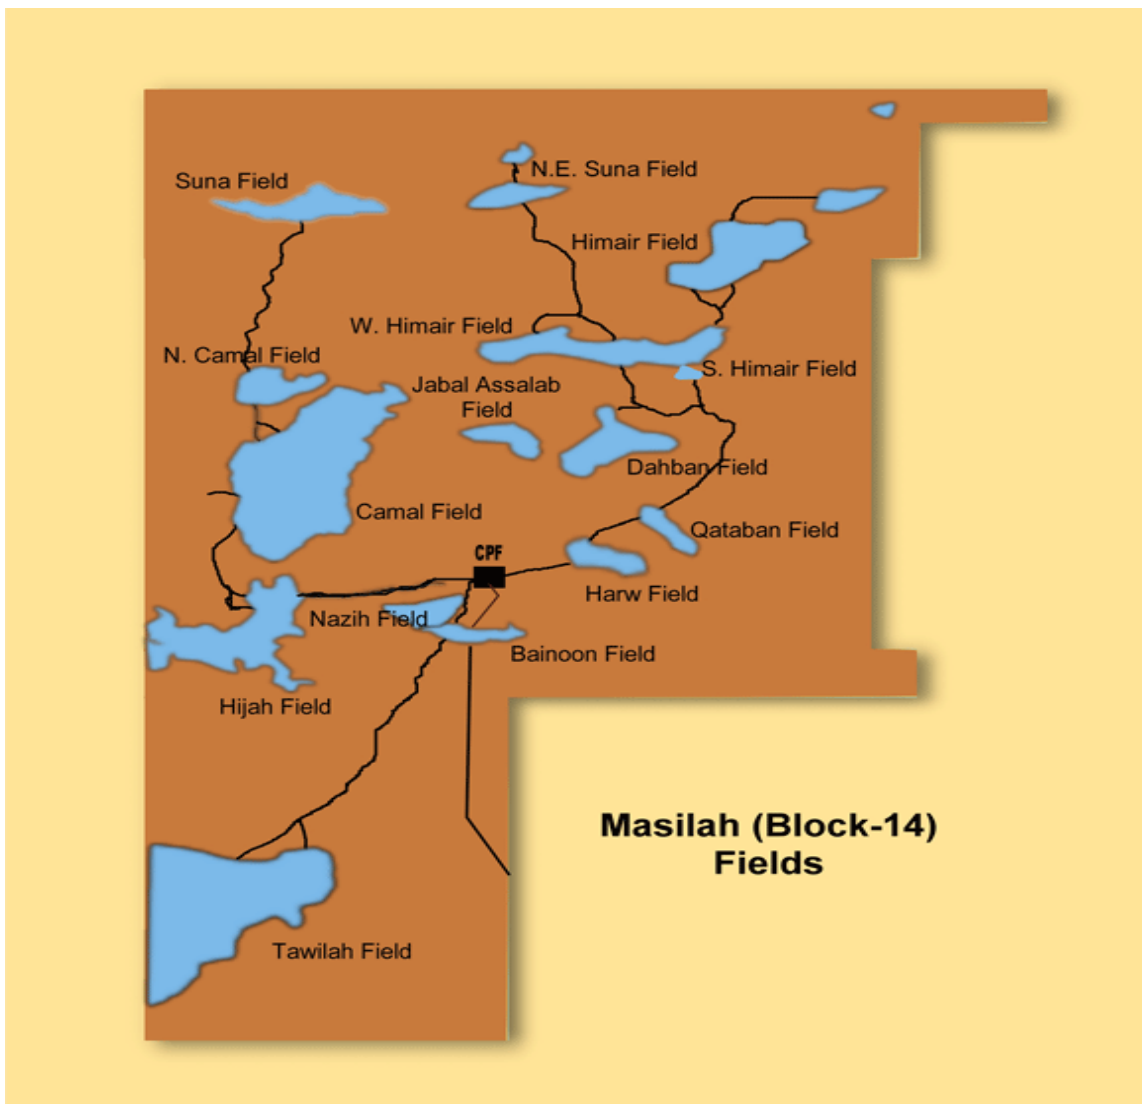 N.E. Suna Field
Suna Field
Himair Field
W. Himair Field
N. Camal Field
S. Himair Field
Jabal Assalab
Field
Dahban Field
Camal Field
Qataban Field
CPF
Harw Field
Nazih Field
Bainoon Field
Hijah Field
Masilah (Block-14)
Fields
Tawilah Field